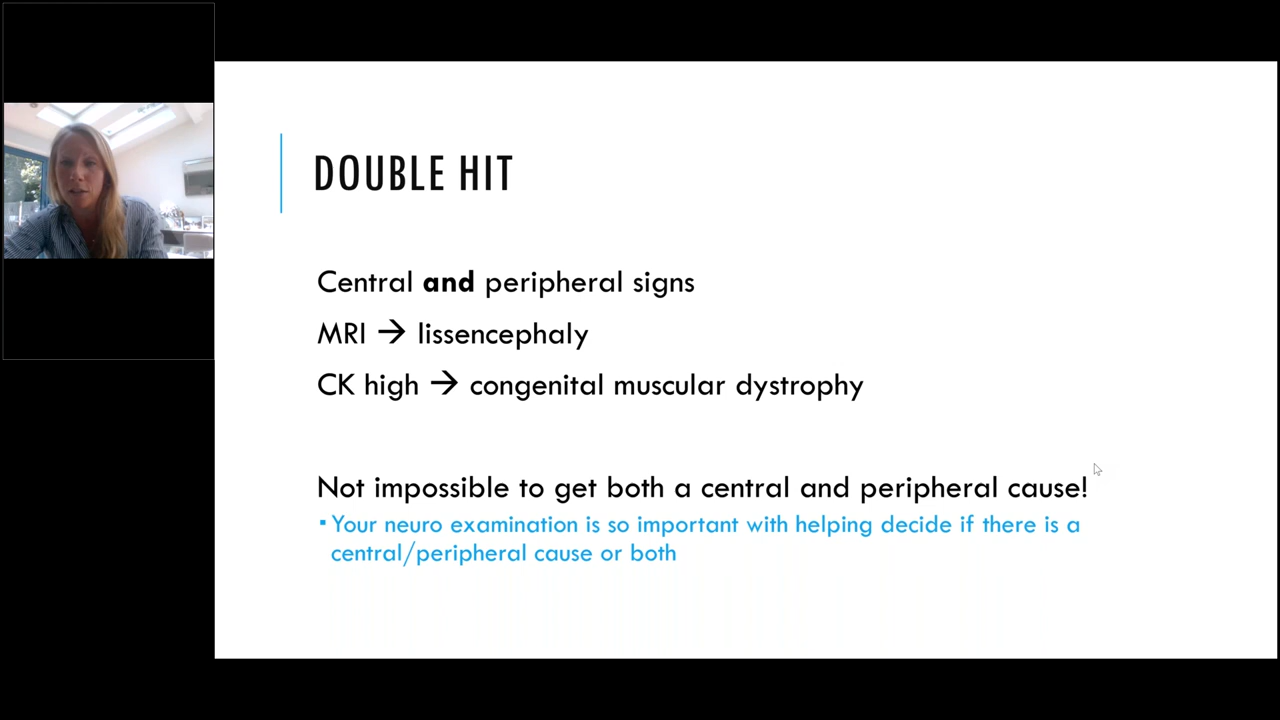 DOUBLE HIT
Central and peripheral signs
MRI → lissencephaly
CK high → congenital muscular dystrophy
Not impossible to get both a central and peripheral cause!
▪ Your neuro examination is so important with helping decide if there is a
central/peripheral cause or both